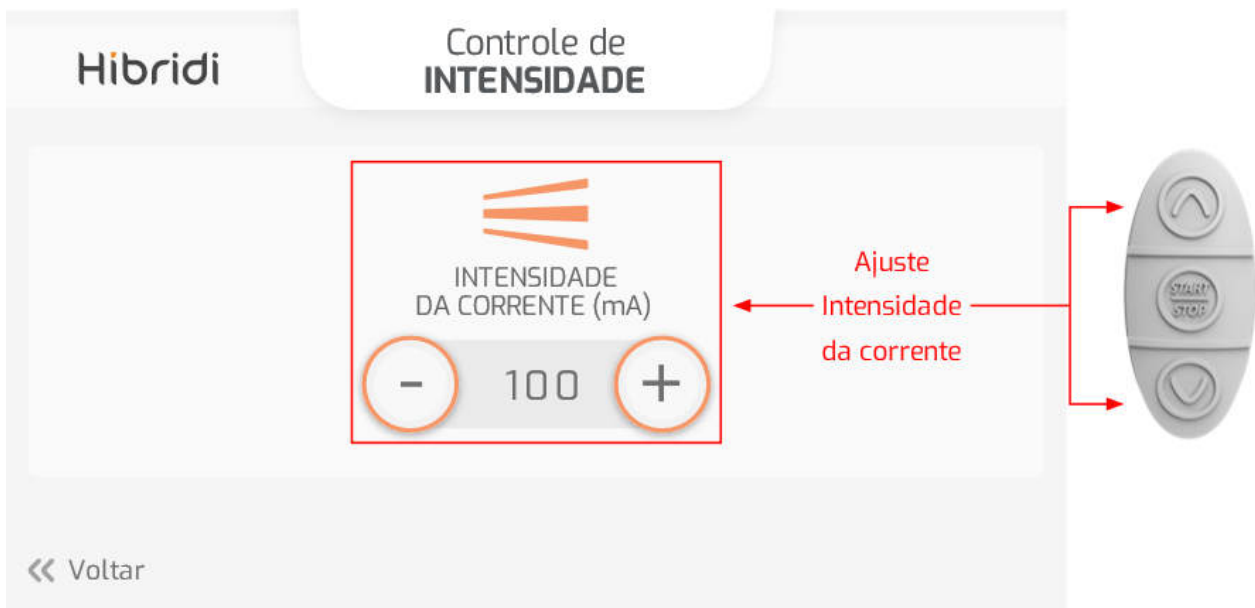 Hibridi
Controle de
INTENSIDADE
INTENSIDADE
DA CORRENTE (mA)
- 100 +
Ajuste
Intensidade
da corrente
START
STOP
<< Voltar